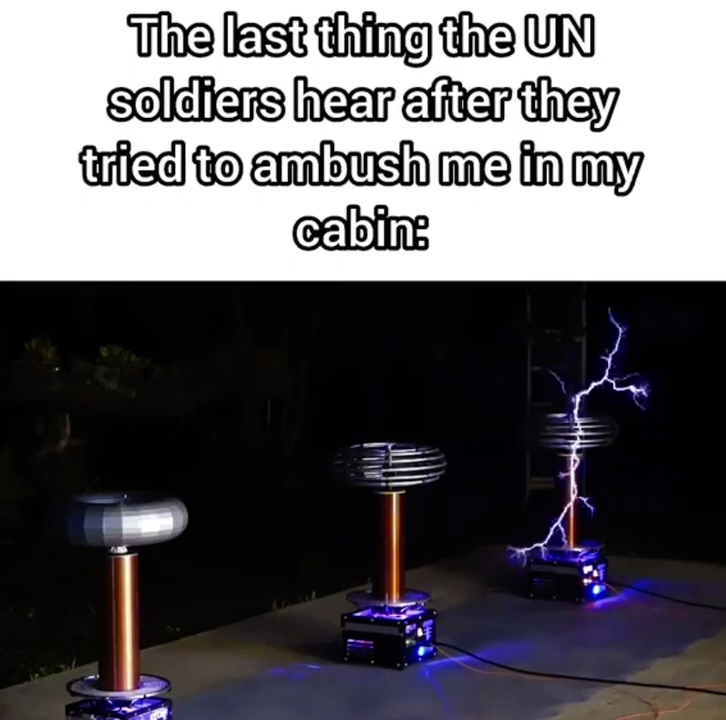 The last thing the UN
soldiers hear after they
tried to ambush me in my
cabin: